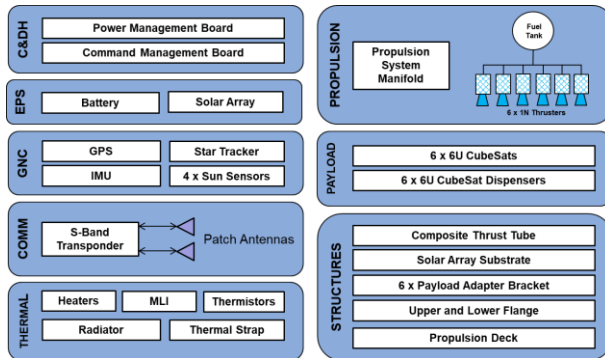 C&DH
Power Management Board
Command Management Board
EPS
Battery
Solar Array
GNC
GPS
Star Tracker
IMU
4 x Sun Sensors
COMM
S-Band
Transponder
Patch Antennas
THERMAL
Heaters
MLI
Thermistors
Radiator
Thermal Strap
PROPULSION
Propulsion
System
Manifold
Fuel
Tank
6 x 1N Thrusters
PAYLOAD
6 x 6U CubeSats
6 x 6U CubeSat Dispensers
STRUCTURES
Composite Thrust Tube
Solar Array Substrate
6 x Payload Adapter Bracket
Upper and Lower Flange
Propulsion Deck